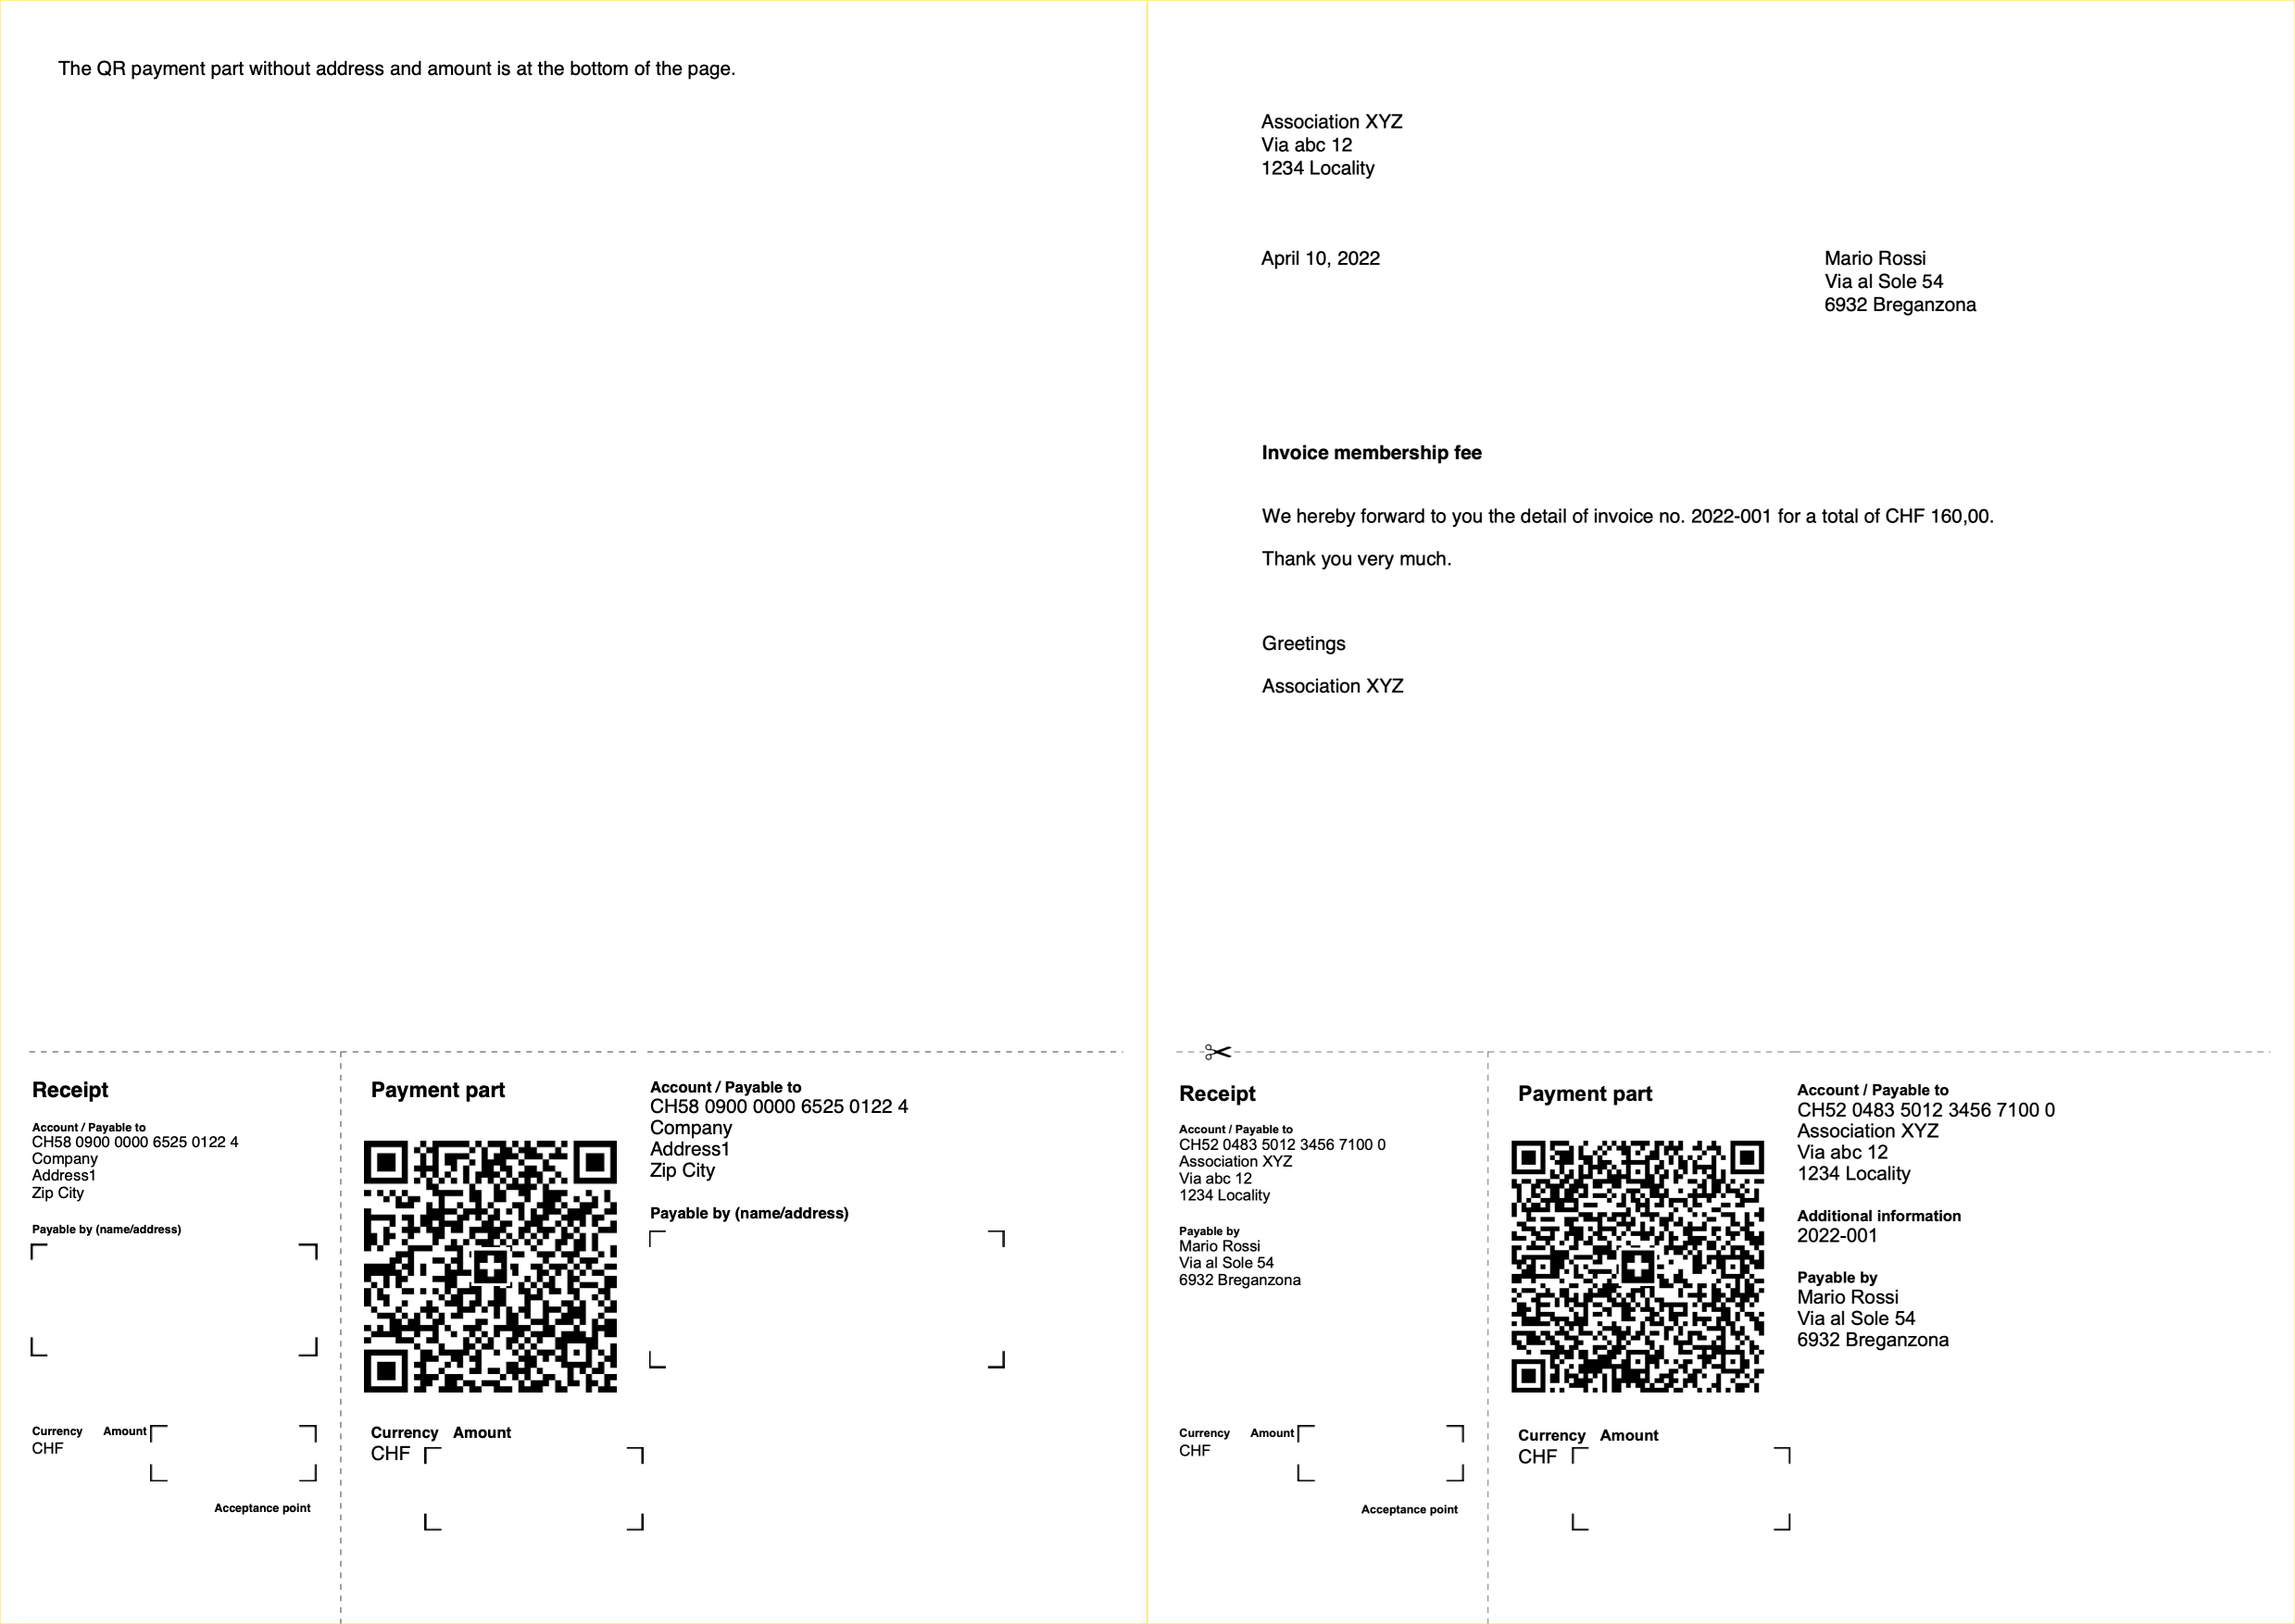 The QR payment part without address and amount is at the bottom of the page.
Receipt
Account / Payable to
CH58 0900 0000 6525 0122 4
Company
Address1
Zip City
Payable by (name/address)
Currency Amount
CHF
Acceptance point
Payment part
Currency Amount
CHF
Account / Payable to
CH58 0900 0000 6525 0122 4
Company
Address1
Zip City
Payable by (name/address)
Association XYZ
Via abc 12
1234 Locality
April 10, 2022
Mario Rossi
Via al Sole 54
6932 Breganzona
Invoice membership fee
We hereby forward to you the detail of invoice no. 2022-001 for a total of CHF 160,00.
Thank you very much.
Greetings
Association XYZ
Receipt
Account / Payable to
CH52 0483 5012 3456 7100 0
Association XYZ
Via abc 12
1234 Locality
Payable by
Mario Rossi
Via al Sole 54
6932 Breganzona
Currency Amount
CHF
Acceptance point
Payment part
Currency Amount
CHF
Account / Payable to
CH52 0483 5012 3456 7100 0
Association XYZ
Via abc 12
1234 Locality
Additional information
2022-001
Payable by
Mario Rossi
Via al Sole 54
6932 Breganzona